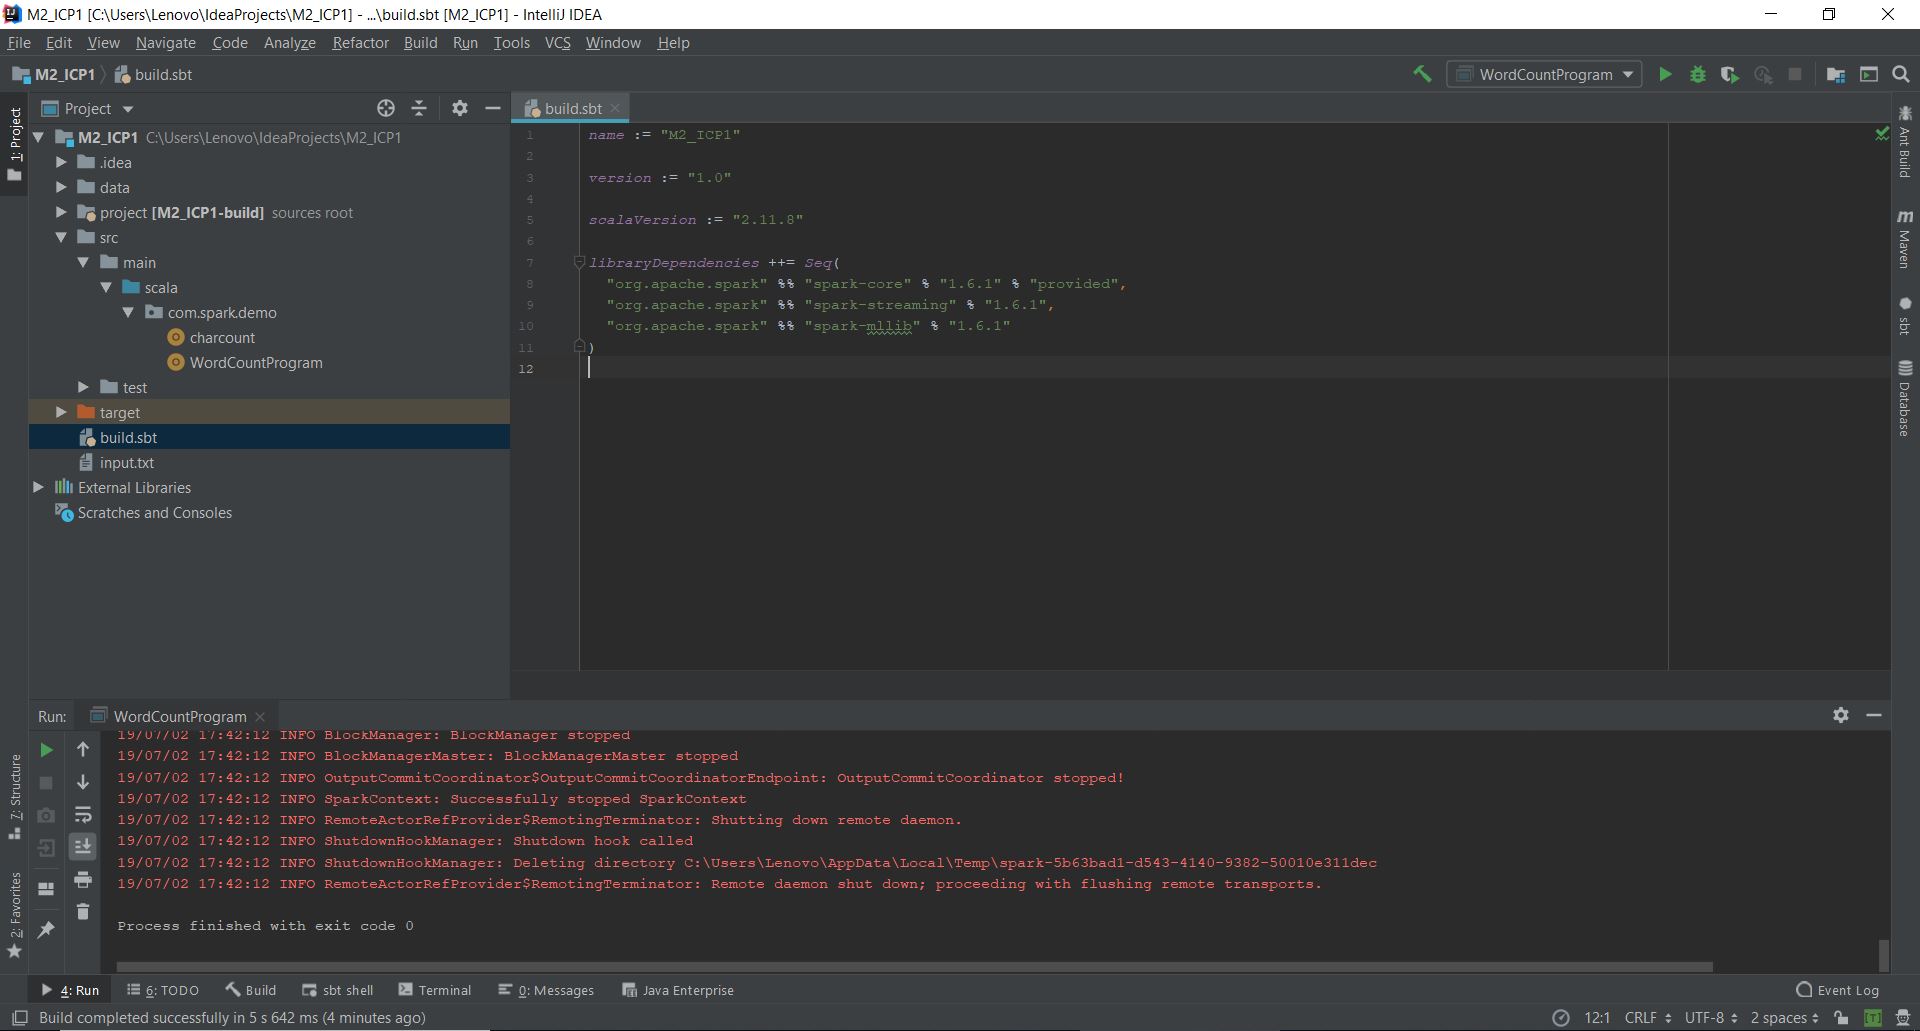 M2_ICP1 [C:\Users\Lenovo\IdeaProjects\M2_ICP1] - ...\build.sbt [M2_ICP1] - IntelliJ IDEA
File Edit View Navigate Code Analyze Refactor Build Run Tools VCS Window Help
M2_ICP1 build.sbt WordCountProgram
Project
build.sbt
1: Project
M2_ICP1 C:\Users\Lenovo\IdeaProjects\M2_ICP1
.idea
data
project [M2_ICP1-build] sources root
src
main
scala
com.spark.demo
charcount
WordCountProgram
test
target
build.sbt
input.txt
External Libraries
Scratches and Consoles
1 name := "M2_ICP1"
2
3 version := "1.0"
4
5 scalaVersion := "2.11.8"
6
7 libraryDependencies ++= Seq(
8 "org.apache.spark" %% "spark-core" % "1.6.1" % "provided",
9 "org.apache.spark" %% "spark-streaming" % "1.6.1",
10 "org.apache.spark" %% "spark-mllib" % "1.6.1"
11 )
12
Ant Build
m Maven
sbt
Database
Run: WordCountProgram
19/07/02 17:42:12 INFO BlockManager: BlockManager stopped
19/07/02 17:42:12 INFO BlockManagerMaster: BlockManagerMaster stopped
19/07/02 17:42:12 INFO OutputCommitCoordinator$OutputCommitCoordinatorEndpoint: OutputCommitCoordinator stopped!
19/07/02 17:42:12 INFO SparkContext: Successfully stopped SparkContext
19/07/02 17:42:12 INFO RemoteActorRefProvider$RemotingTerminator: Shutting down remote daemon.
19/07/02 17:42:12 INFO ShutdownHookManager: Shutdown hook called
19/07/02 17:42:12 INFO ShutdownHookManager: Deleting directory C:\Users\Lenovo\AppData\Local\Temp\spark-5b63bad1-d543-4140-9382-50010e311dec
19/07/02 17:42:12 INFO RemoteActorRefProvider$RemotingTerminator: Remote daemon shut down; proceeding with flushing remote transports.
Process finished with exit code 0
7: Structure
2: Favorites
4: Run 6: TODO Build sbt shell Terminal 0: Messages Java Enterprise Event Log
Build completed successfully in 5 s 642 ms (4 minutes ago) 12:1 CRLF UTF-8 2 spaces [T]